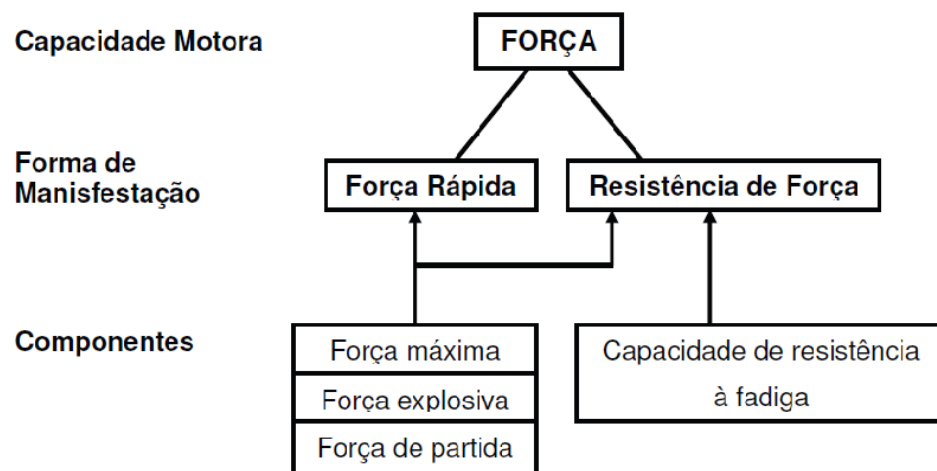 Capacidade Motora
FORÇA
Forma de
Manisfestação
Força Rápida
Resistência de Força
Componentes
Força máxima
Força explosiva
Força de partida
Capacidade de resistência
à fadiga